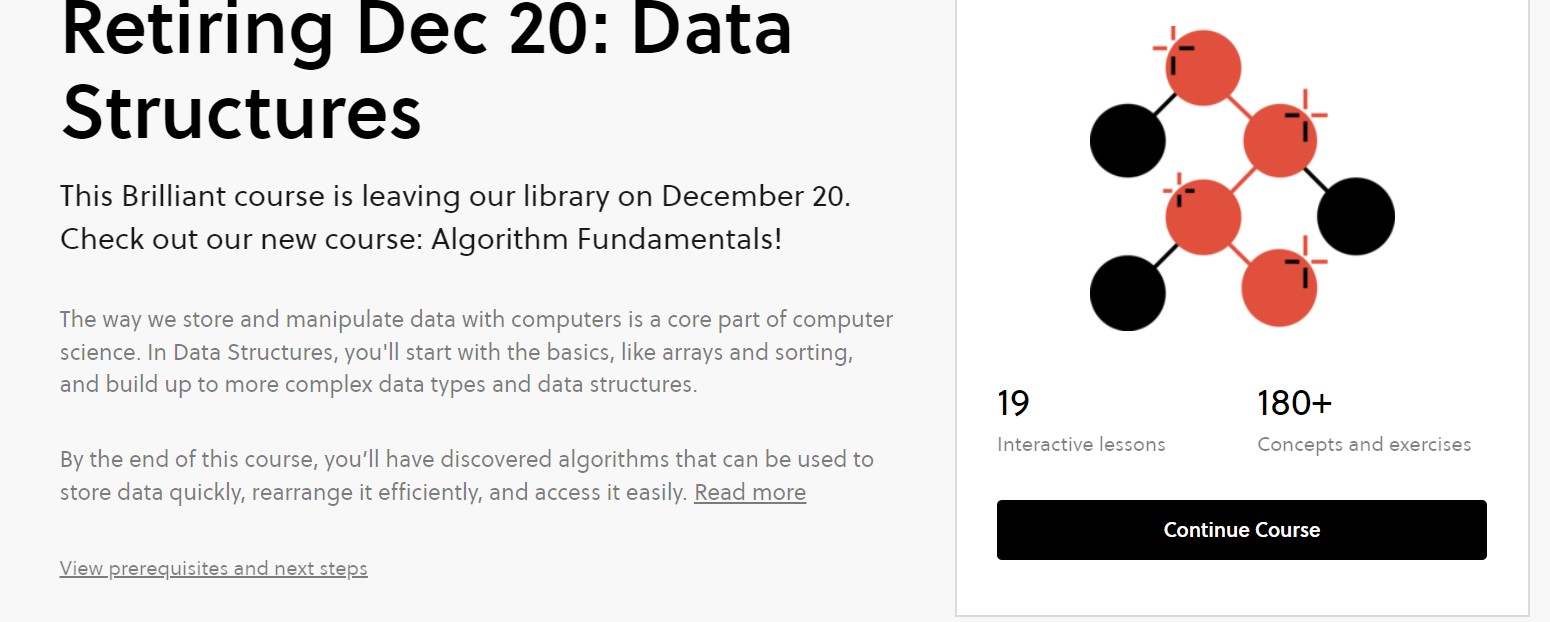 Retiring Dec 20: Data
Structures
This Brilliant course is leaving our library on December 20.
Check out our new course: Algorithm Fundamentals!
The way we store and manipulate data with computers is a core part of computer
science. In Data Structures, you'll start with the basics, like arrays and sorting,
and build up to more complex data types and data structures.
By the end of this course, you’ll have discovered algorithms that can be used to
store data quickly, rearrange it efficiently, and access it easily. Read more
View prerequisites and next steps
19
Interactive lessons
180+
Concepts and exercises
Continue Course